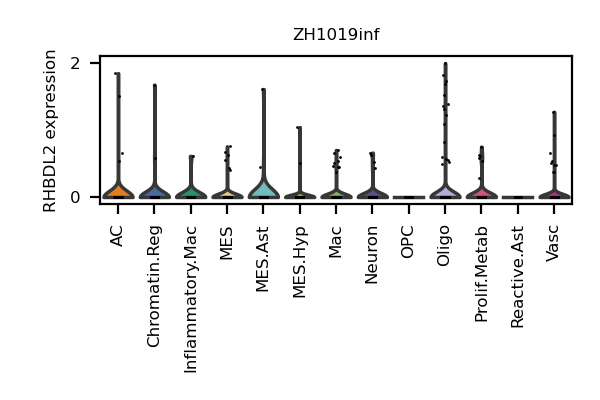 ZH1019inf
RHBDL2 expression
2
0
AC
Chromatin.Reg
Inflammatory.Mac
MES
MES.Ast
MES.Hyp
Mac
Neuron
OPC
Oligo
Prolif.Metab
Reactive.Ast
Vasc